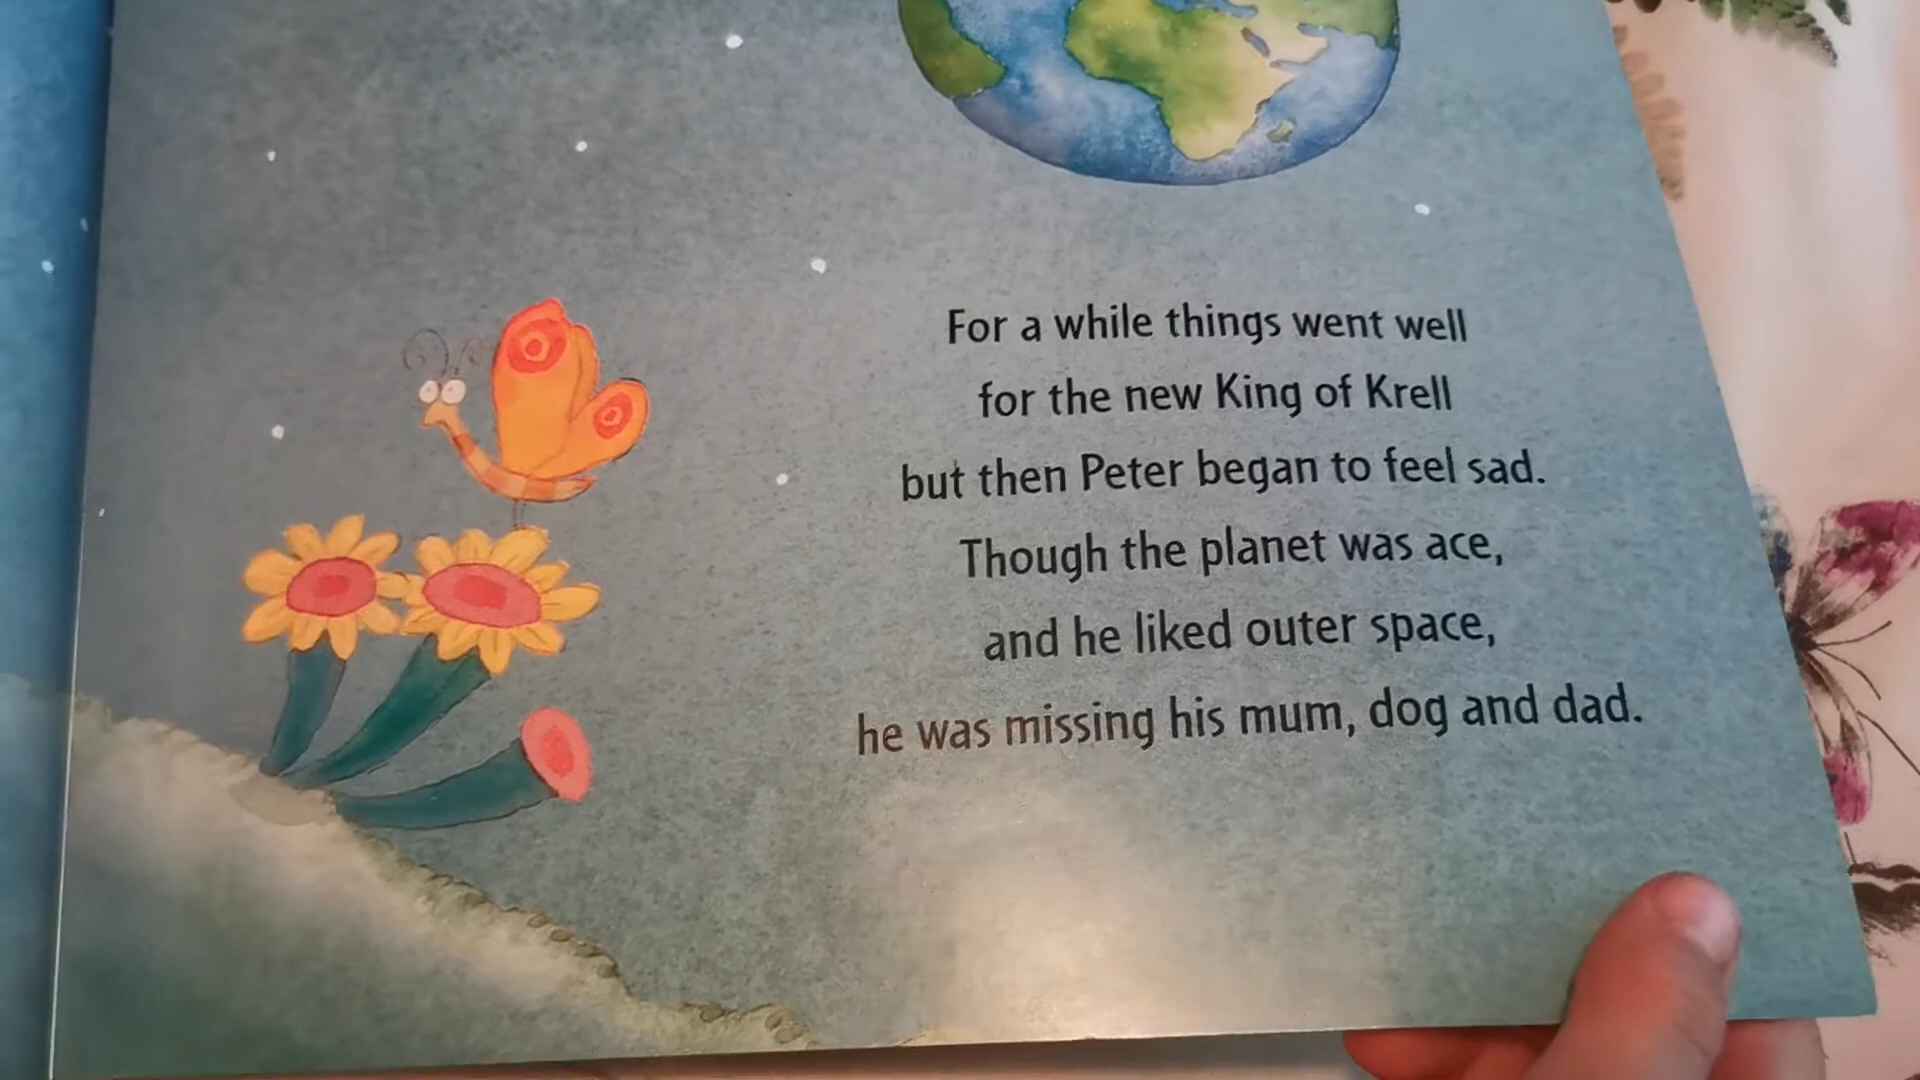 For a while things went well
for the new King of Krell
but then Peter began to feel sad.
Though the planet was ace,
and he liked outer space,
he was missing his mum, dog and dad.